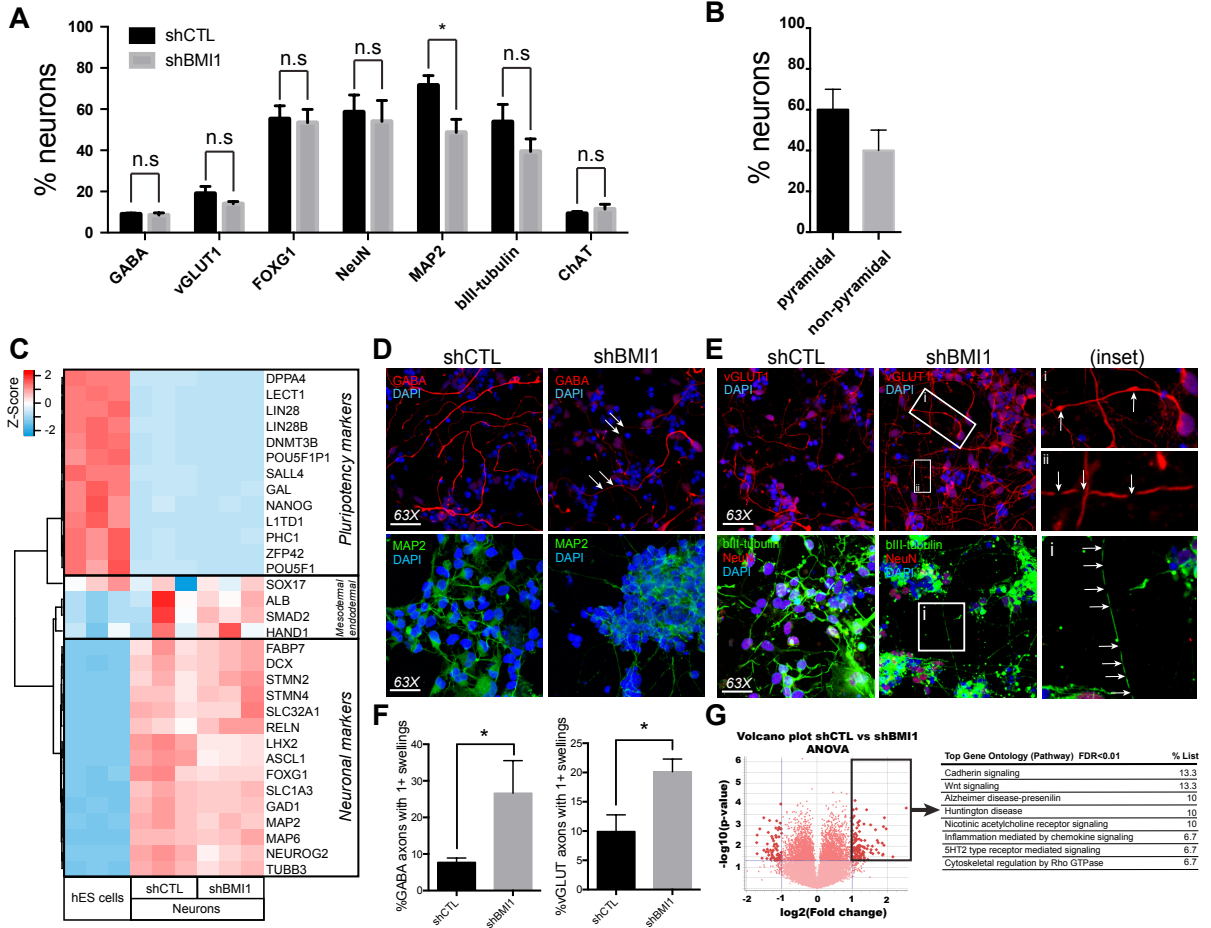 A
shCTL
shBMI1
% neurons
100
80
60
40
20
0
n.s
n.s
n.s
n.s
*
n.s
n.s
GABA
vGLUT1
FOXG1
NeuN
MAP2
bIII-tubulin
ChAT
B
% neurons
100
80
60
40
20
0
pyramidal
non-pyramidal
C
Z-Score
2
0
-2
DPPA4
LECT1
LIN28
LIN28B
DNMT3B
POU5F1P1
SALL4
GAL
NANOG
L1TD1
PHC1
ZFP42
POU5F1
Pluripotency markers
SOX17
ALB
SMAD2
HAND1
Mesodermal
endodermal
FABP7
DCX
STMN2
STMN4
SLC32A1
RELN
LHX2
ASCL1
FOXG1
SLC1A3
GAD1
MAP2
MAP6
NEUROG2
TUBB3
Neuronal markers
hES cells
shCTL
shBMI1
Neurons
D
shCTL
shBMI1
GABA
DAPI
63X
GABA
DAPI
MAP2
DAPI
63X
MAP2
DAPI
E
shCTL
shBMI1
(inset)
vGLUT1
DAPI
63X
vGLUT1
DAPI
i
ii
i
ii
bIII-tubulin
NeuN
DAPI
63X
bIII-tubulin
NeuN
DAPI
i
i
F
%GABA axons with 1+ swellings
40
30
20
10
0
*
shCTL
shBMI1
%vGLUT axons with 1+ swellings
25
20
15
10
5
0
*
shCTL
shBMI1
G
Volcano plot shCTL vs shBMI1
ANOVA
-log10(p-value)
6
5
4
3
2
1
-2
-1
0
1
2
log2(Fold change)
Top Gene Ontology (Pathway) FDR<0.01 % List
Cadherin signaling 13.3
Wnt signaling 13.3
Alzheimer disease-presenilin 10
Huntington disease 10
Nicotinic acetylcholine receptor signaling 10
Inflammation mediated by chemokine signaling 6.7
5HT2 type receptor mediated signaling 6.7
Cytoskeletal regulation by Rho GTPase 6.7